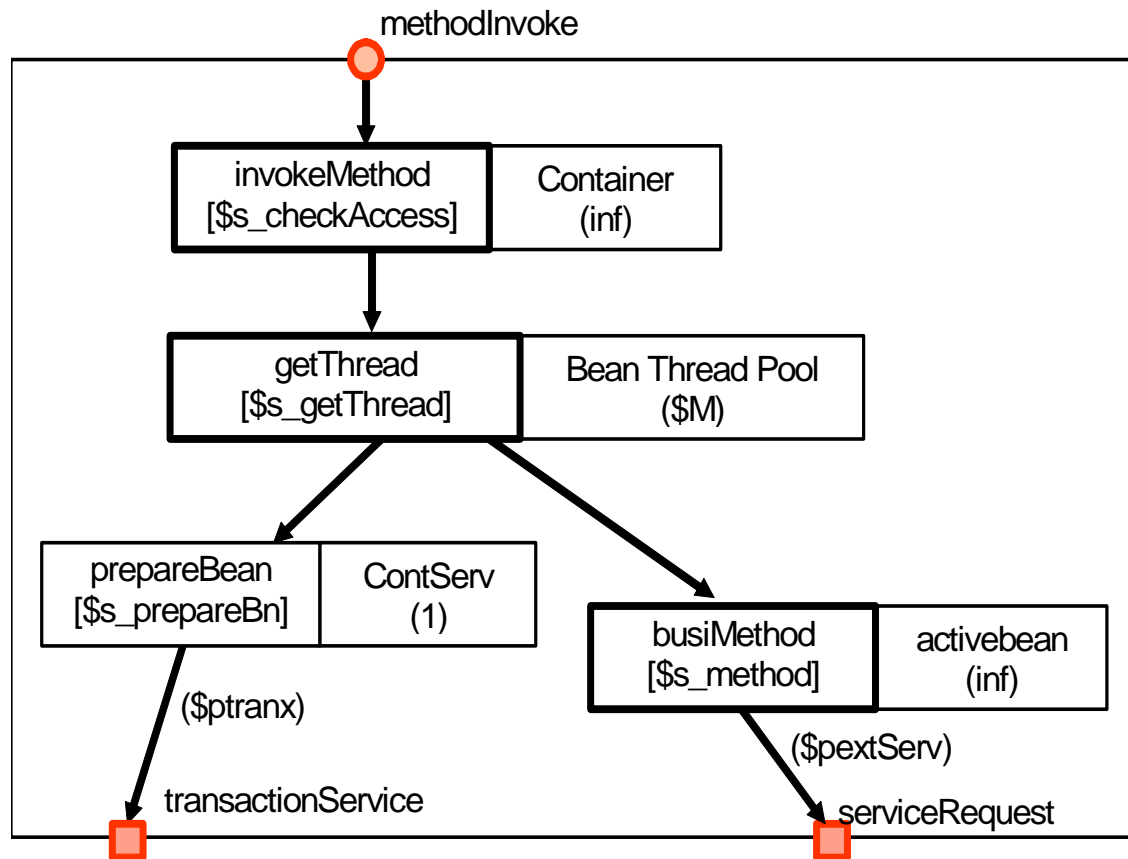 methodInvoke
invokeMethod
[$s_checkAccess]
Container
(inf)
getThread
[$s_getThread]
Bean Thread Pool
($M)
prepareBean
[$s_prepareBn]
ContServ
(1)
busiMethod
[$s_method]
activebean
(inf)
($ptranx)
($pextServ)
transactionService
serviceRequest